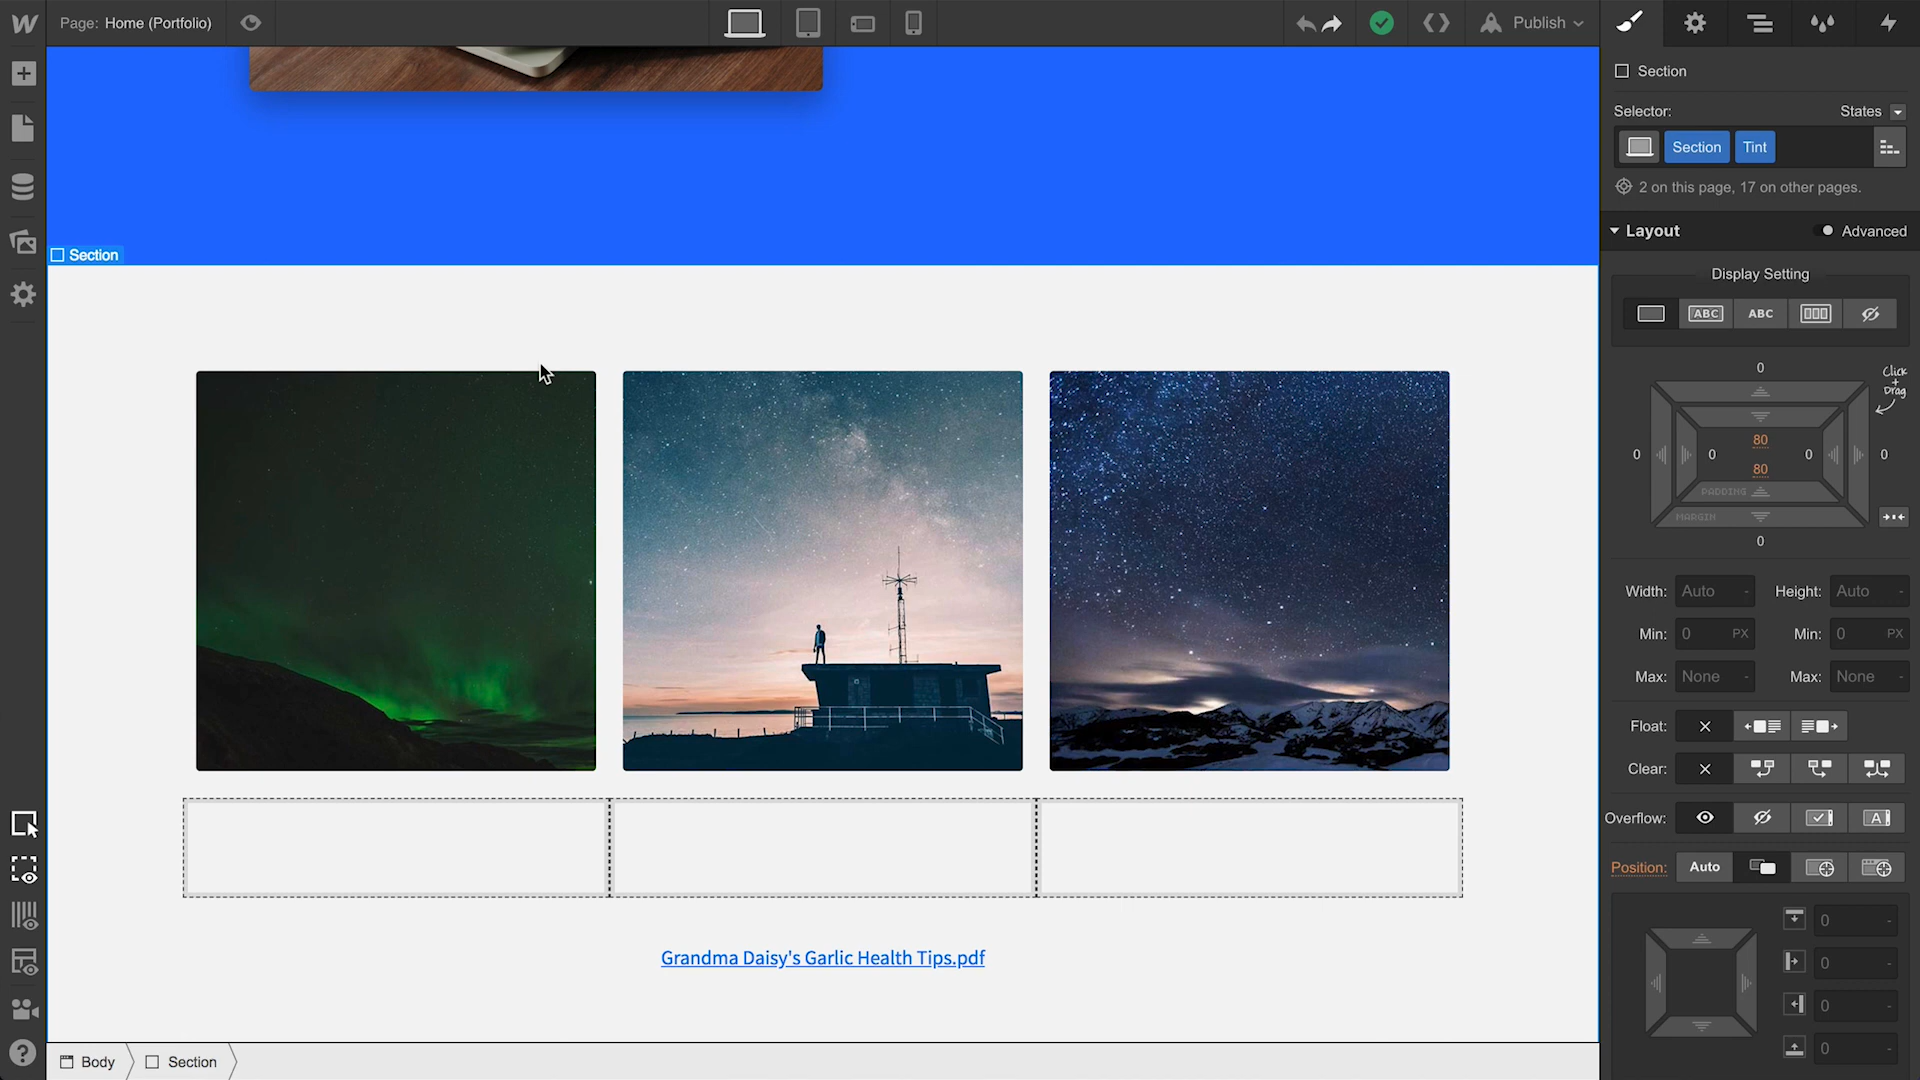 Page: Home (Portfolio)
Publish
Section
Selector:
States
Section
Tint
2 on this page, 17 on other pages.
Layout
Advanced
Display Setting
ABC
ABC
0
Click
+
Drag
80
0
0
0
0
80
PADDING
MARGIN
0
Width:
Auto
-
Height:
Auto
-
Min:
0
PX
Min:
0
PX
Max:
None
-
Max:
None
-
Float:
Clear:
Overflow:
A
Position:
Auto
0
-
0
-
0
-
0
-
Section
Grandma Daisy's Garlic Health Tips.pdf
Body
Section